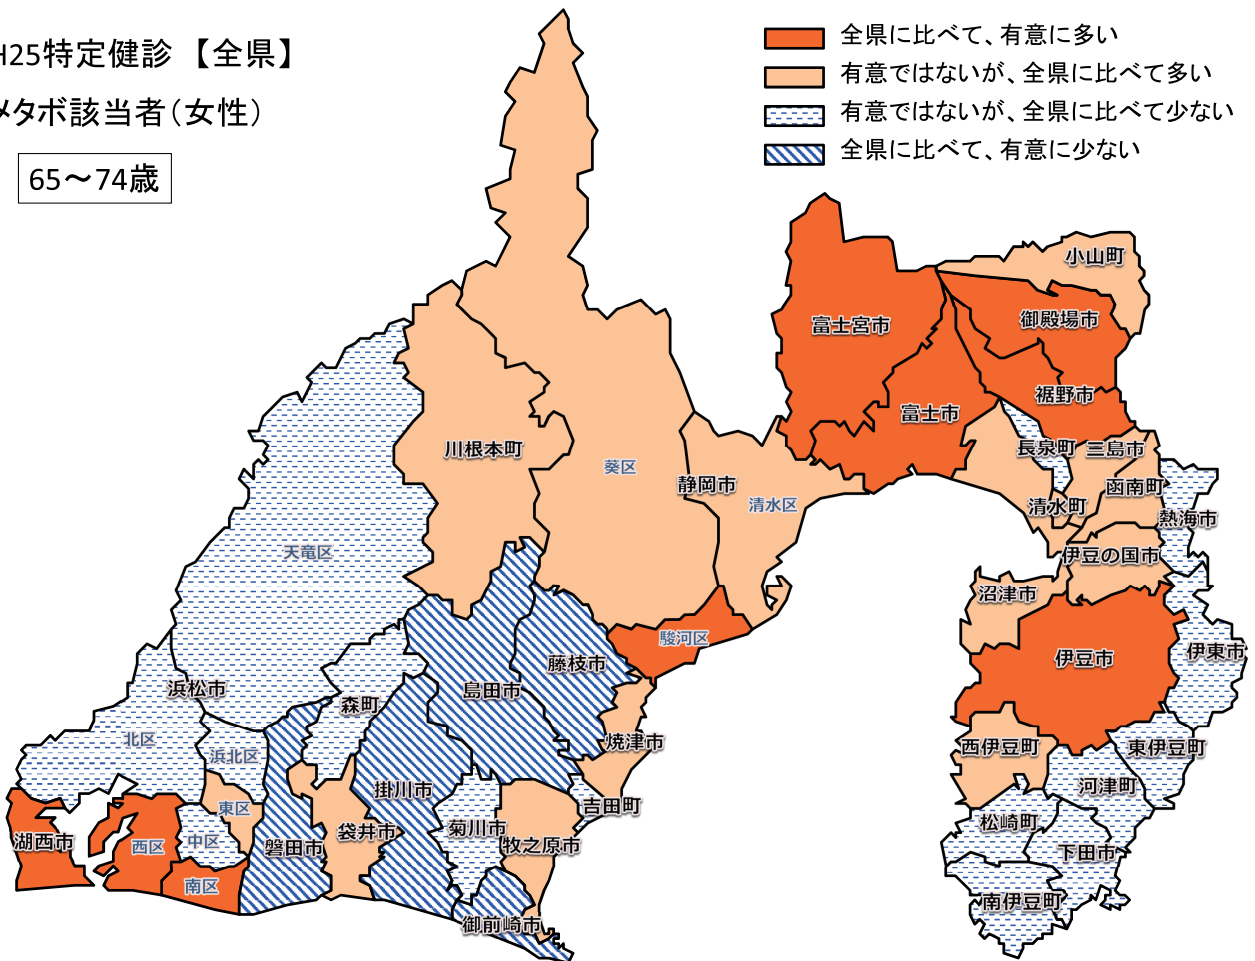 H25特定健診 【全県】
メタボ該当者(女性)
65～74歳
全県に比べて、有意に多い
有意ではないが、全県に比べて多い
有意ではないが、全県に比べて少ない
全県に比べて、有意に少ない
小山町
御殿場市
富士宮市
裾野市
富士市
長泉町
三島市
川根本町
葵区
静岡市
清水区
函南町
清水町
熱海市
天竜区
伊豆の国市
沼津市
駿河区
藤枝市
伊豆市
伊東市
島田市
浜松市
森町
北区
焼津市
西伊豆町
東伊豆町
浜北区
掛川市
河津町
東区
吉田町
松崎町
湖西市
西区
中区
磐田市
袋井市
菊川市
牧之原市
下田市
南区
南伊豆町
御前崎市